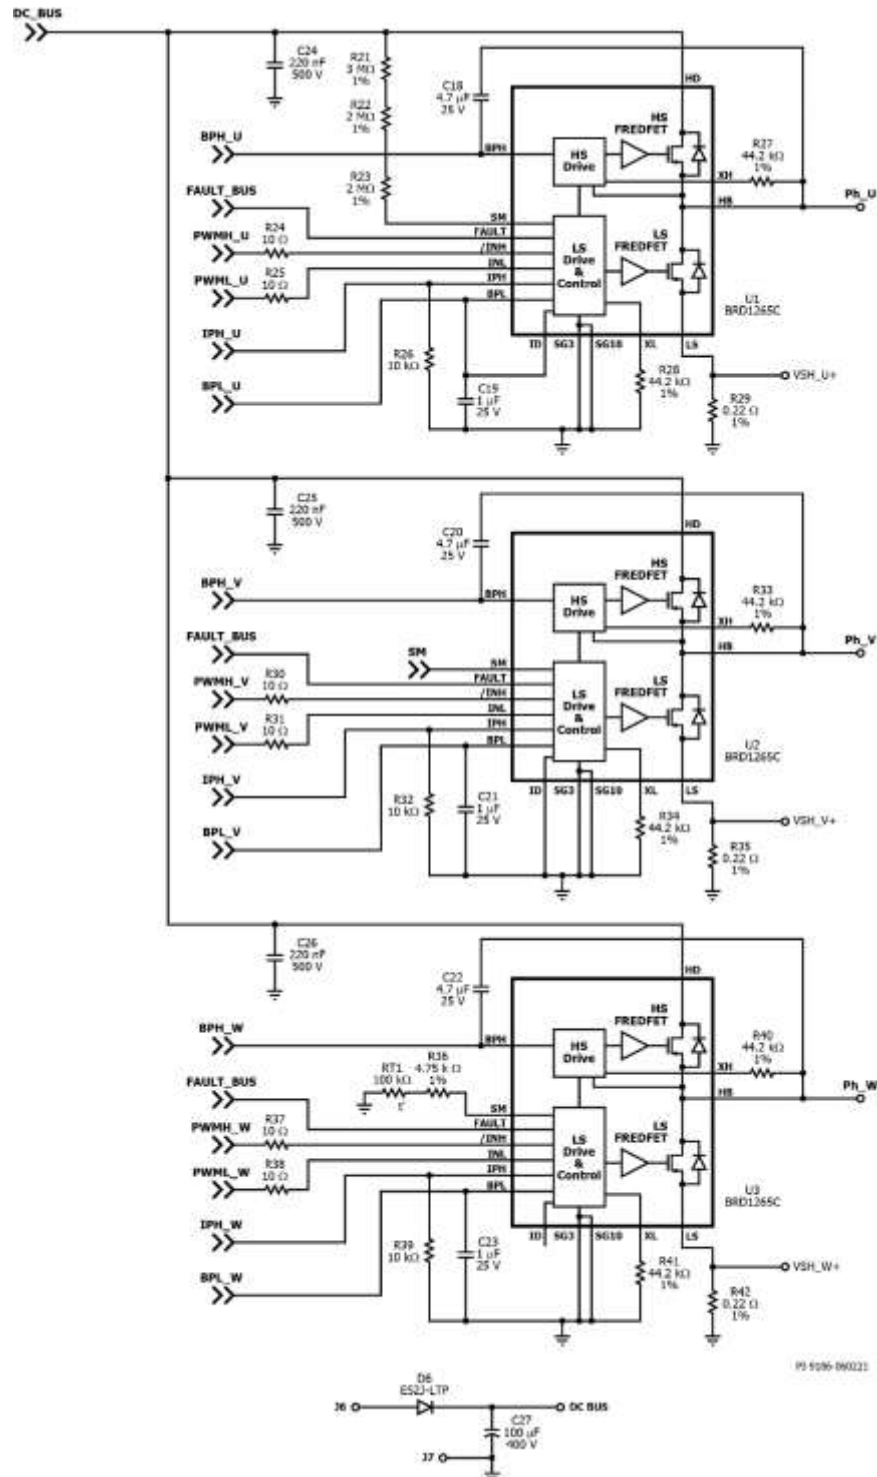 DC_BUS
C24
220 nF
500 V
R21
3 MΩ
1%
R22
2 MΩ
1%
R23
2 MΩ
1%
C18
4.7 µF
25 V
HD
HS
FREDFET
R27
44.2 kΩ
1%
BPH_U
BPH
HS
Drive
XH
HB
Ph_U
FAULT_BUS
SM
FAULT
PWMH_U
R24
10 Ω
/INH
LS
Drive
&
Control
LS
FREDFET
INL
PWML_U
R25
10 Ω
IPH
BPL
U1
BRD1265C
IPH_U
R26
10 kΩ
ID
SG3
SG10
XL
LS
BPL_U
C19
1 µF
25 V
R28
44.2 kΩ
1%
VSH_U+
R29
0.22 Ω
1%
C25
220 nF
500 V
C20
4.7 µF
25 V
HD
HS
FREDFET
R33
44.2 kΩ
1%
BPH_V
BPH
HS
Drive
XH
HB
Ph_V
FAULT_BUS
SM
SM
FAULT
PWMH_V
R30
10 Ω
/INH
LS
Drive
&
Control
LS
FREDFET
INL
PWML_V
R31
10 Ω
IPH
BPL
U2
BRD1265C
IPH_V
R32
10 kΩ
C21
1 µF
25 V
ID
SG3
SG10
XL
LS
BPL_V
R34
44.2 kΩ
1%
VSH_V+
R35
0.22 Ω
1%
C26
220 nF
500 V
C22
4.7 µF
25 V
HD
HS
FREDFET
R40
44.2 kΩ
1%
BPH_W
BPH
HS
Drive
XH
HB
Ph_W
FAULT_BUS
RT1
100 kΩ
t°
R36
4.75 k Ω
1%
SM
FAULT
PWMH_W
R37
10 Ω
/INH
LS
Drive
&
Control
LS
FREDFET
INL
PWML_W
R38
10 Ω
IPH
BPL
U3
BRD1265C
IPH_W
R39
10 kΩ
C23
1 µF
25 V
ID
SG3
SG10
XL
LS
BPL_W
R41
44.2 kΩ
1%
VSH_W+
R42
0.22 Ω
1%
PI-9186-060221
D6
ES2J-LTP
J6
DC BUS
C27
100 µF
400 V
J7